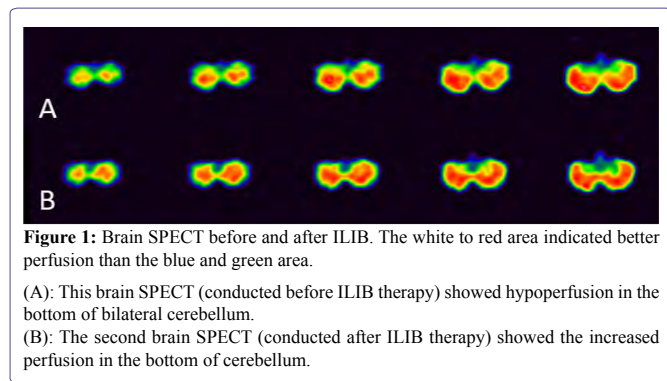 A
B
Figure 1: Brain SPECT before and after ILIB. The white to red area indicated better
perfusion than the blue and green area.
(A): This brain SPECT (conducted before ILIB therapy) showed hypoperfusion in the
bottom of bilateral cerebellum.
(B): The second brain SPECT (conducted after ILIB therapy) showed the increased
perfusion in the bottom of cerebellum.